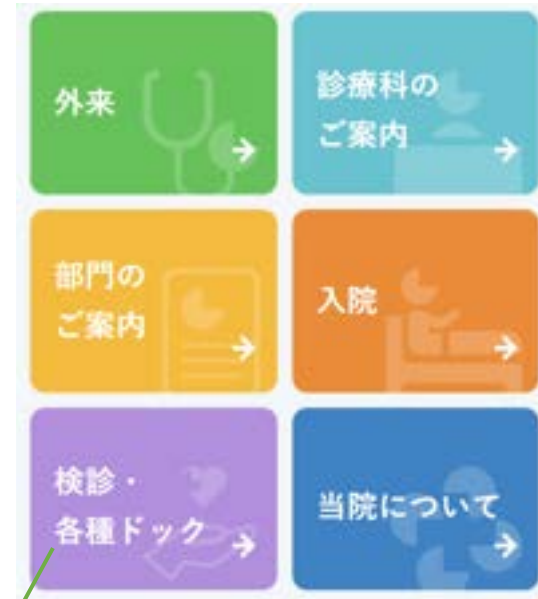 外来
診療科の
ご案内
部門の
ご案内
入院
検診・
各種ドック
当院について